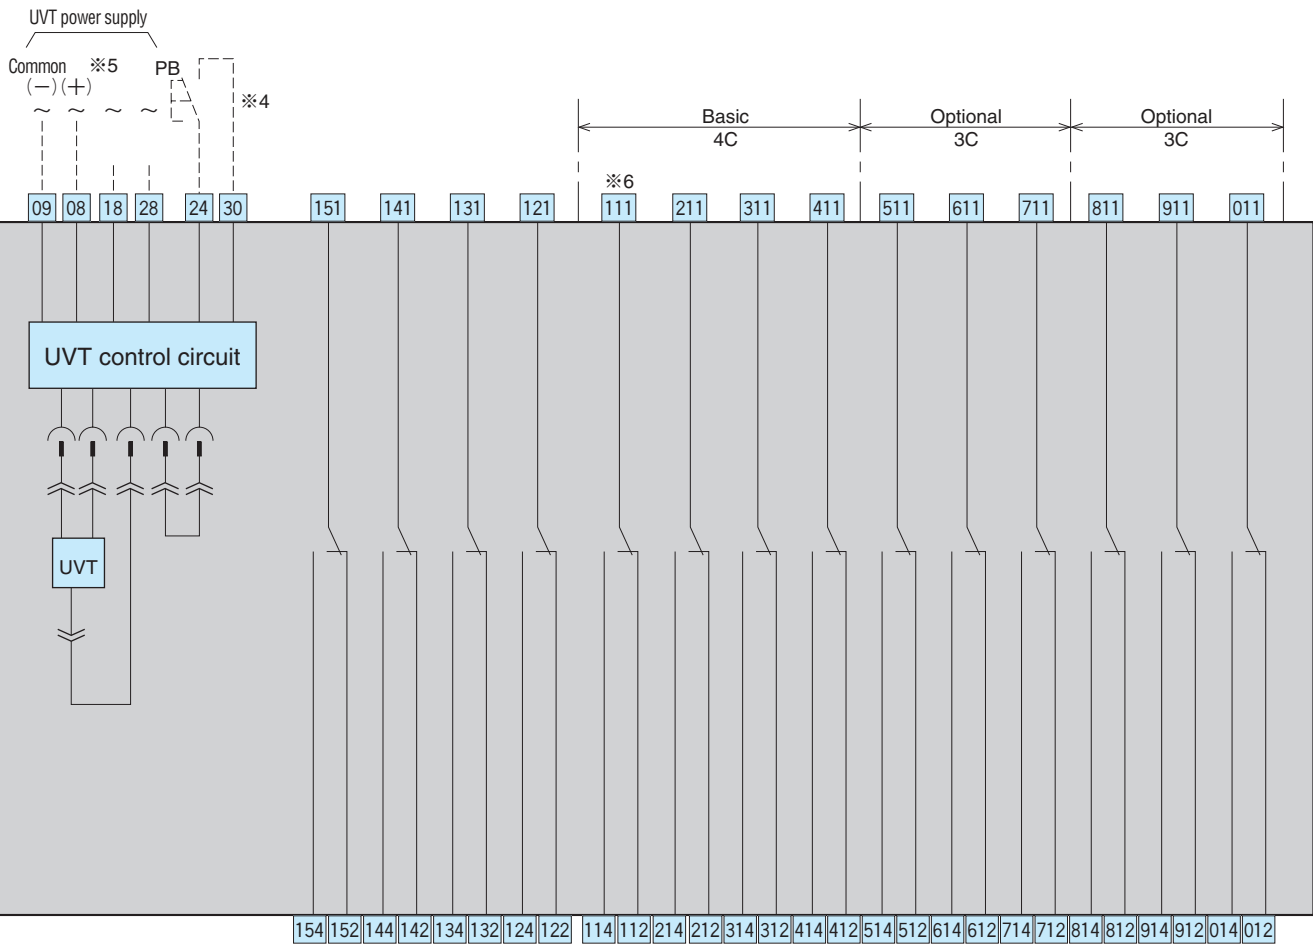 UVT power supply
Common ※5 PB
(−) (+)
~ ~ ~ ~ ※4
Basic Optional Optional
4C 3C 3C
※6
09 08 18 28 24 30 151 141 131 121 111 211 311 411 511 611 711 811 911 011
UVT control circuit
UVT
154 152 144 142 134 132 124 122 114 112 214 212 314 312 414 412 514 512 614 612 714 712 814 812 914 912 014 012